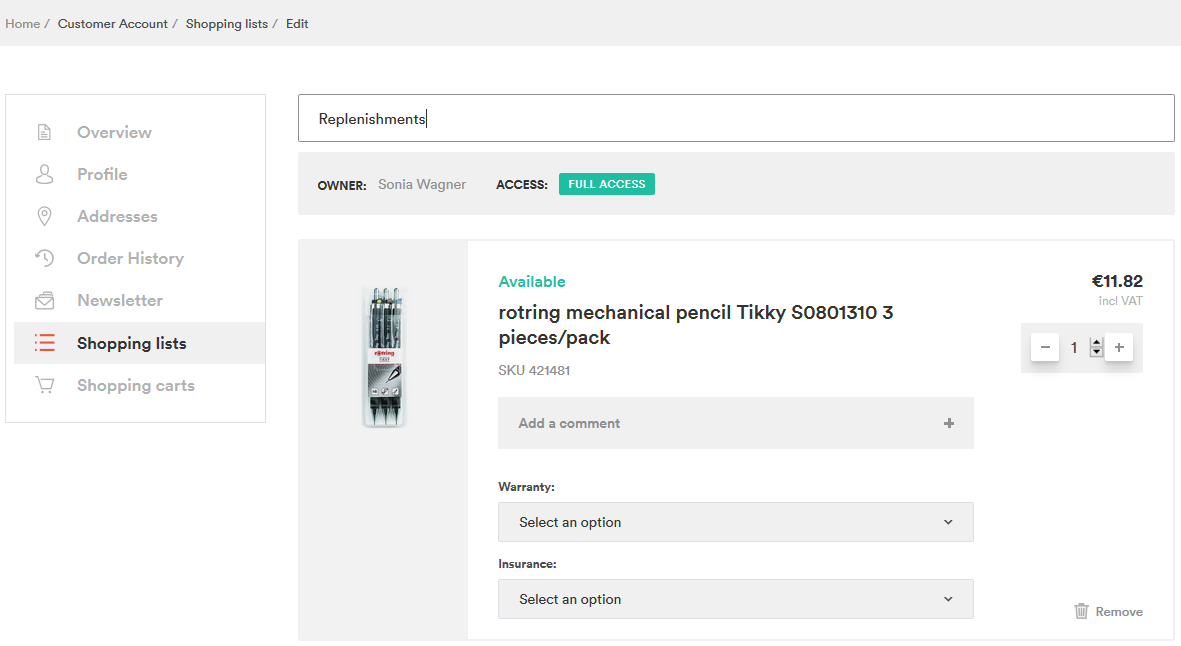 Home / Customer Account / Shopping lists / Edit
Overview
Profile
Addresses
Order History
Newsletter
Shopping lists
Shopping carts
Replenishments
OWNER: Sonia Wagner ACCESS: FULL ACCESS
rotring
Available
rotring mechanical pencil Tikky S0801310 3
pieces/pack
SKU 421481
€11.82
incl VAT
− 1 +
Add a comment +
Warranty:
Select an option
Insurance:
Select an option
Remove